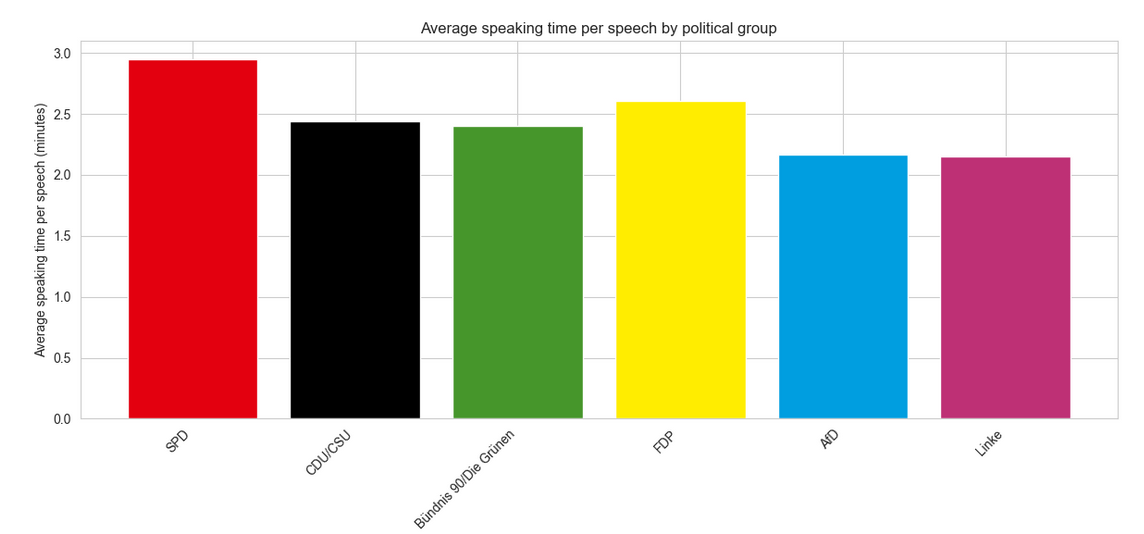 Average speaking time per speech by political group
Average speaking time per speech (minutes)
3.0
2.5
2.0
1.5
1.0
0.5
0.0
SPD
CDU/CSU
Bündnis 90/Die Grünen
FDP
AfD
Linke